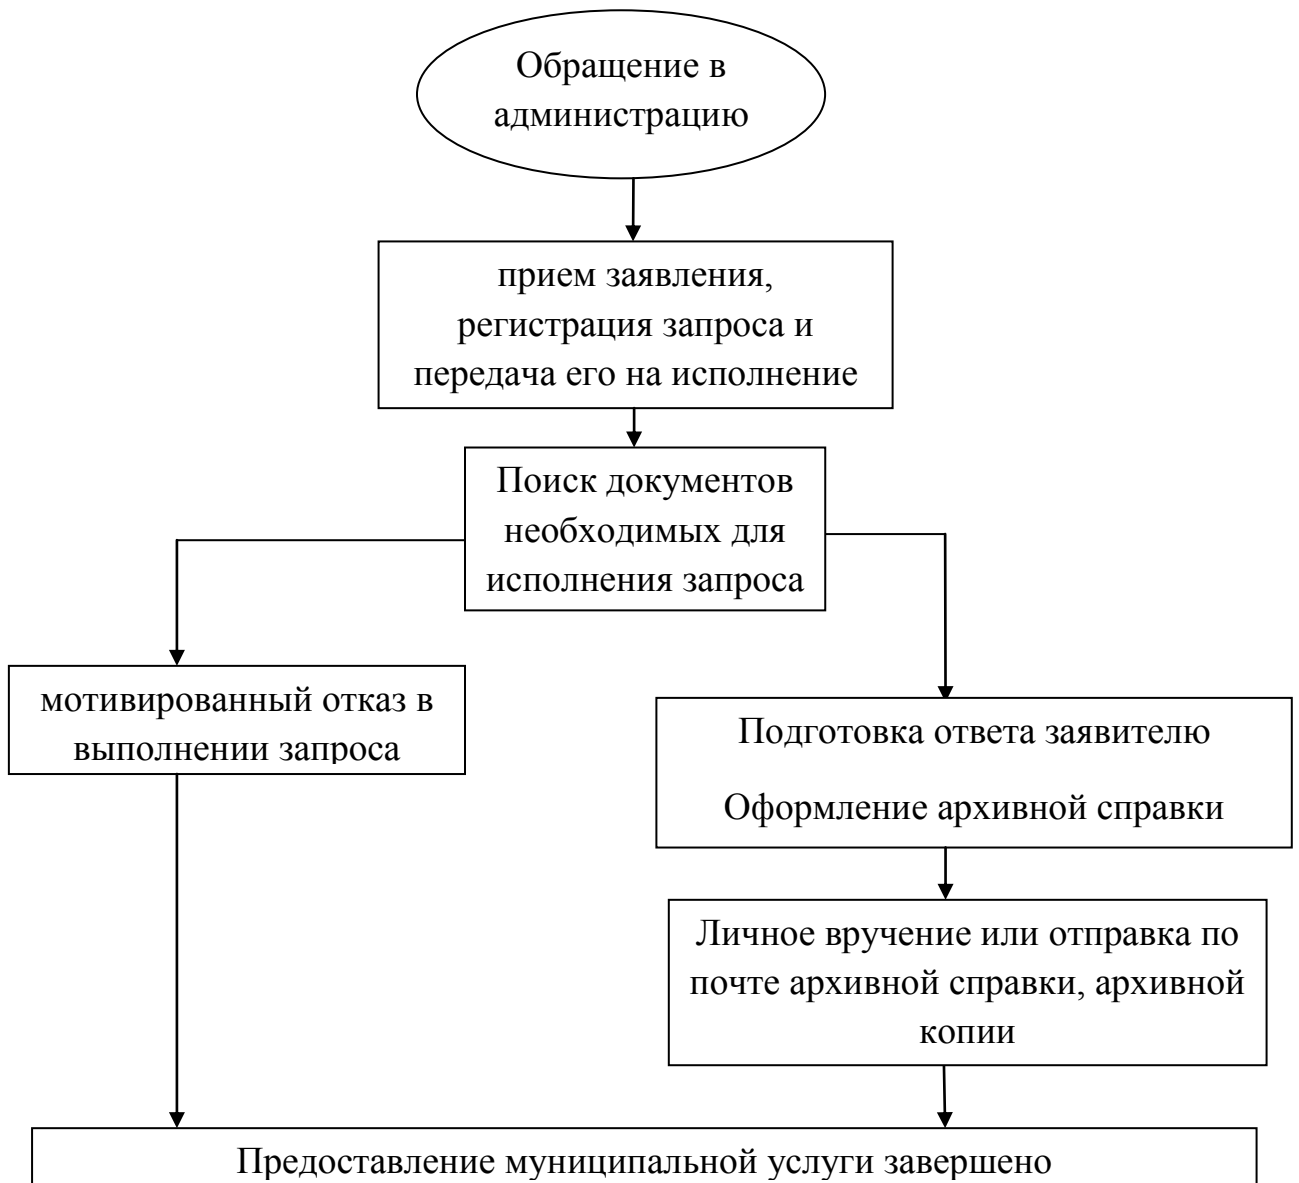 Обращение в
администрацию
прием заявления,
регистрация запроса и
передача его на исполнение
Поиск документов
необходимых для
исполнения запроса
мотивированный отказ в
выполнении запроса
Подготовка ответа заявителю
Оформление архивной справки
Личное вручение или отправка по
почте архивной справки, архивной
копии
Предоставление муниципальной услуги завершено